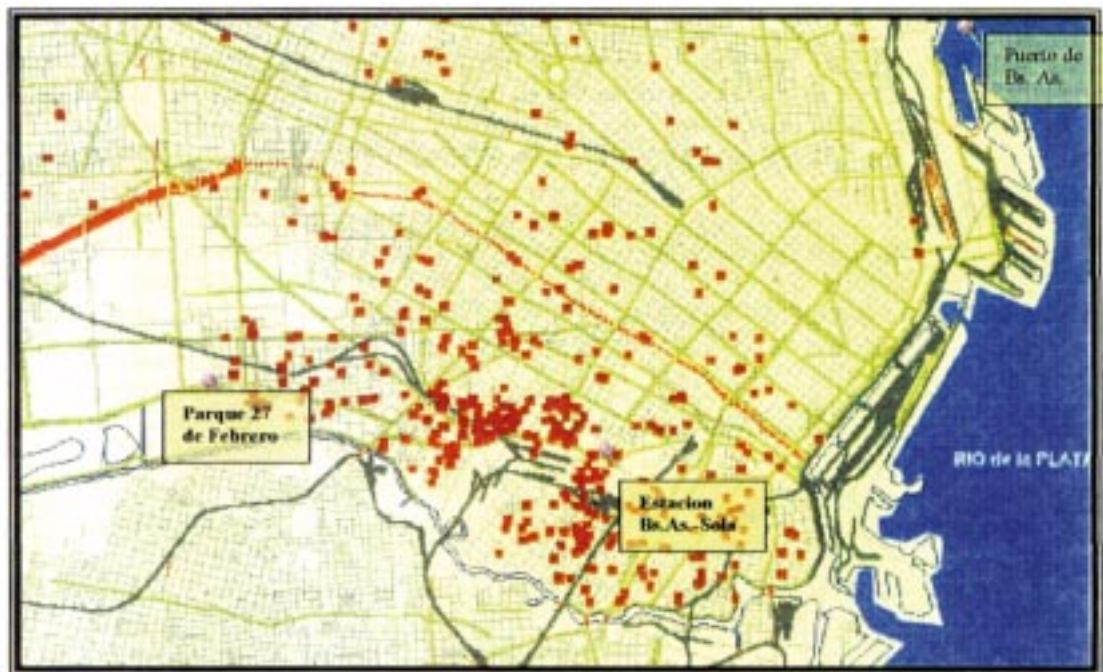 Puerto de
Bs. As.
Parque 27
de Febrero
Estacion
Bs.As.-Sola
RIO de la PLATA